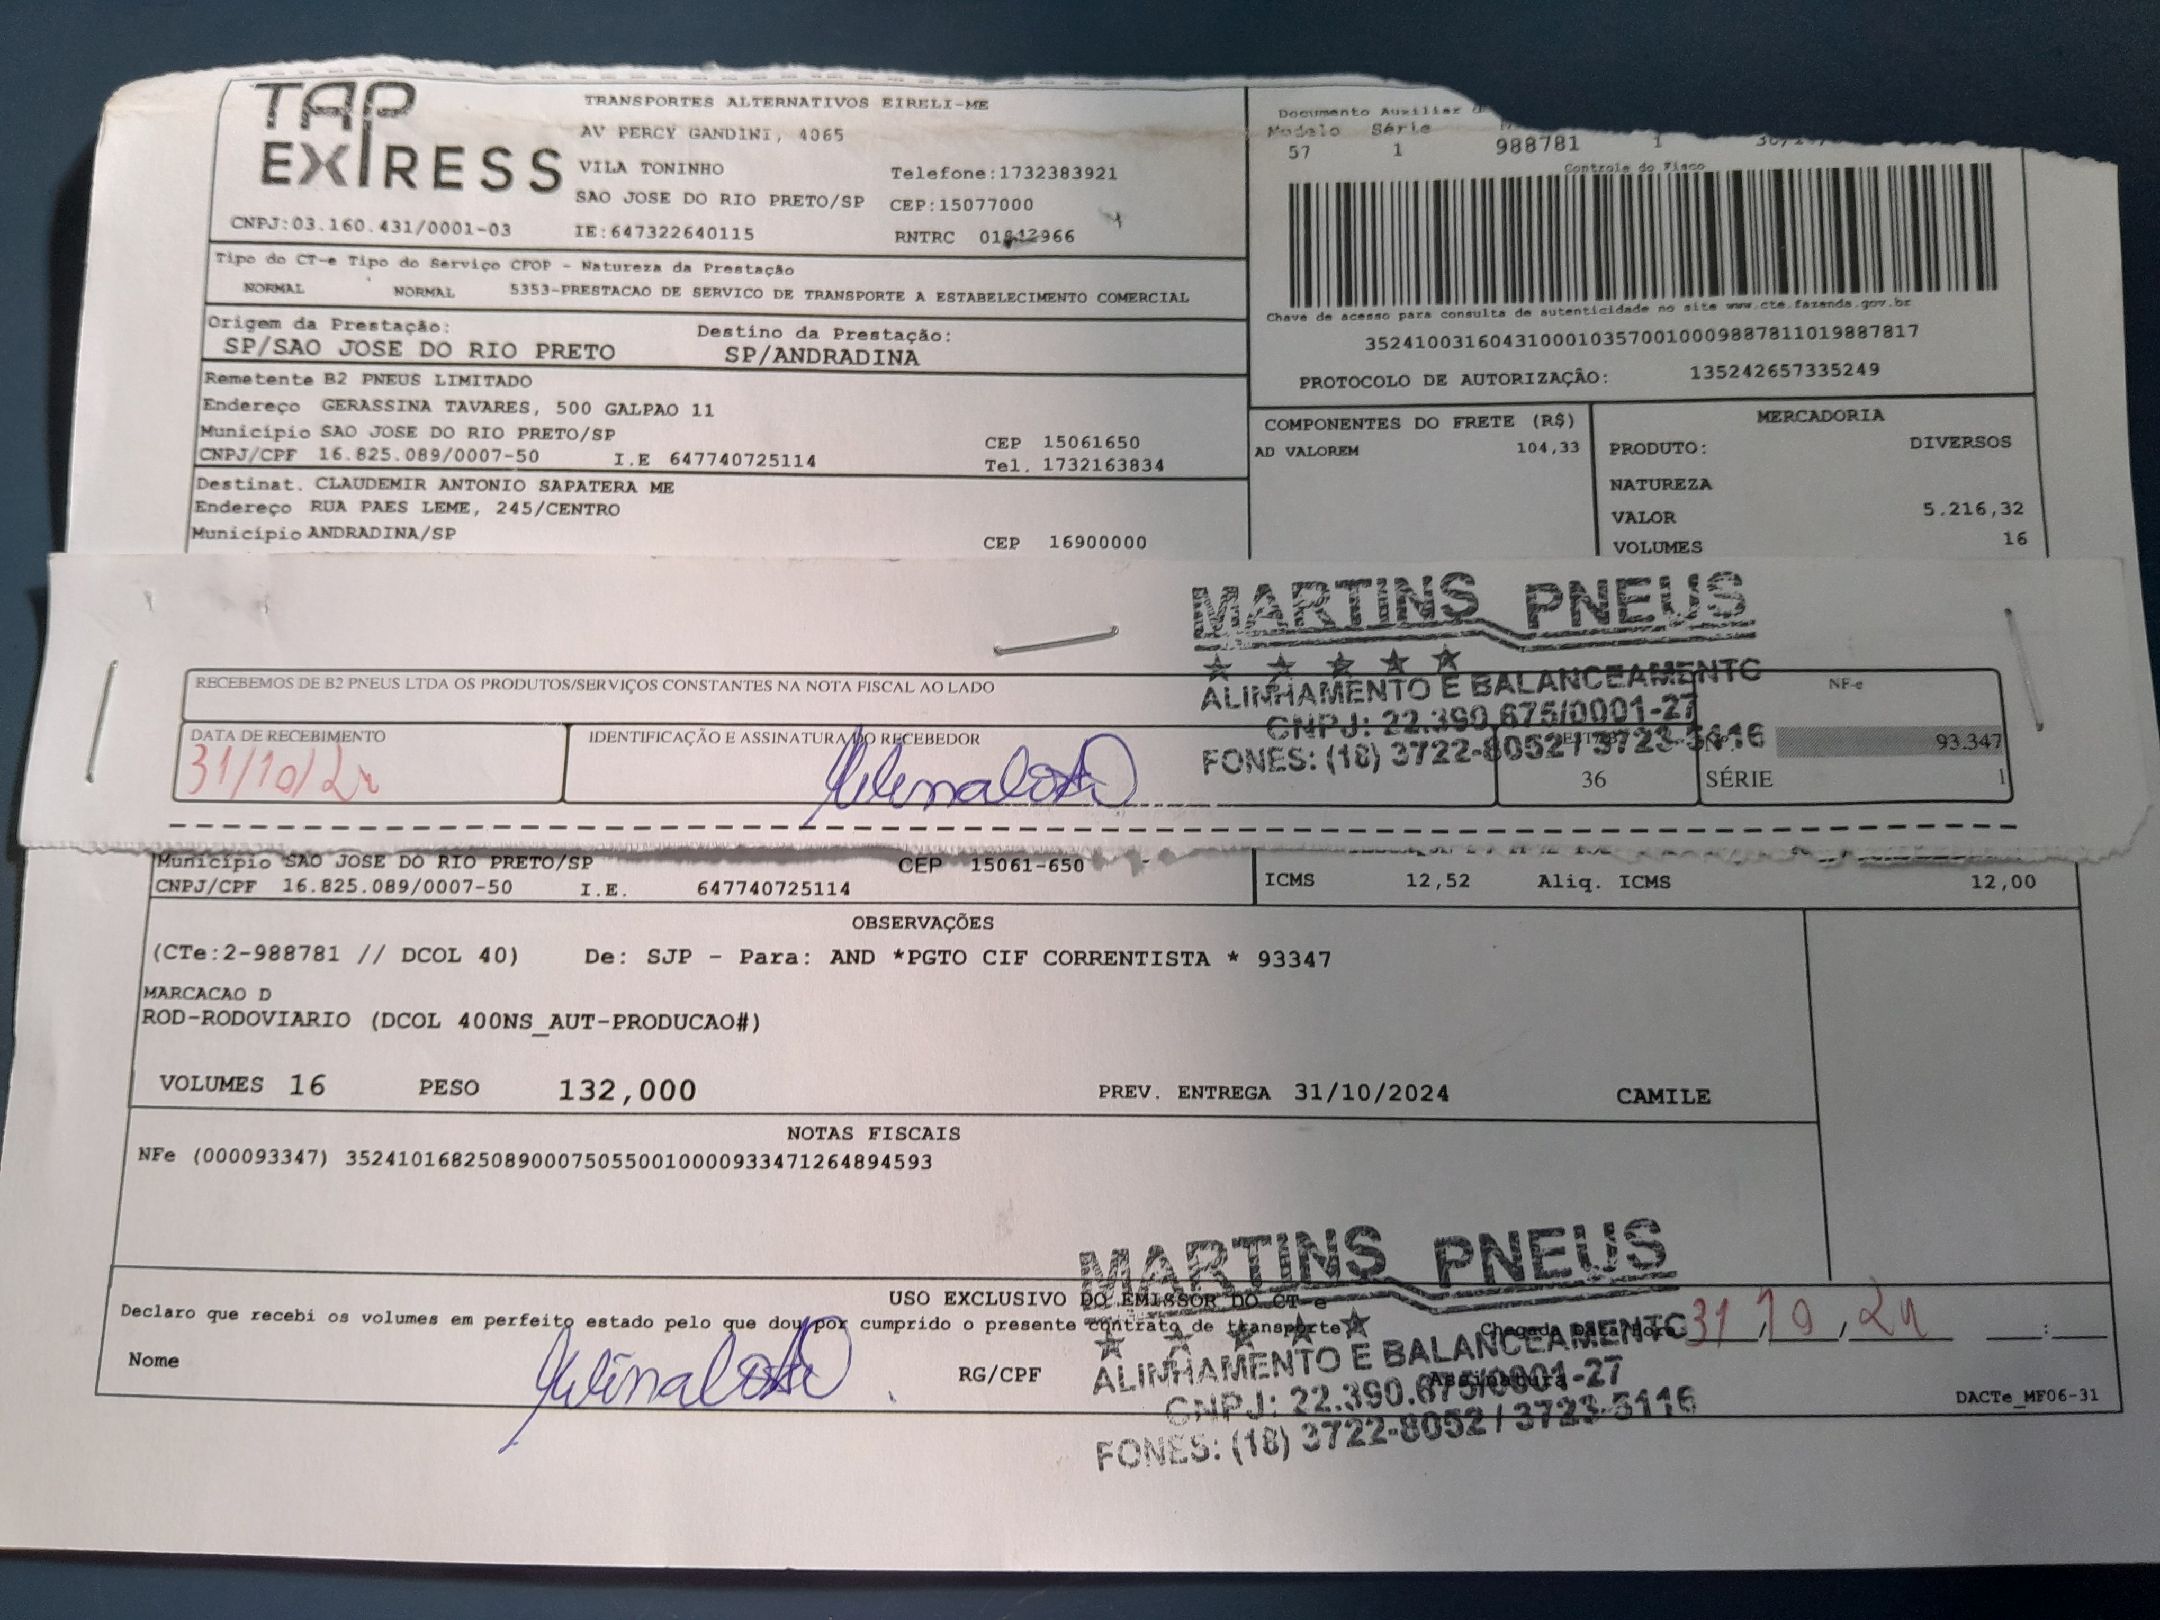 TAP EXPRESS
TRANSPORTES ALTERNATIVOS EIRELI-ME
AV PERCY GANDINI, 4065
VILA TONINHO Telefone:1732383921
SAO JOSE DO RIO PRETO/SP CEP:15077000
CNPJ:03.160.431/0001-03 IE:647322640115 RNTRC
Documento Auxiliar
Modelo Série
57 1 988781 1
Controle do Fisco
Tipo do CT-e Tipo do Serviço CFOP - Natureza da Prestação
NORMAL NORMAL 5353-PRESTACAO DE SERVICO DE TRANSPORTE A ESTABELECIMENTO COMERCIAL
Chave de acesso para consulta de autenticidade no site www.cte.fazenda.gov.br
35241003160431000103570010009887811019887817
PROTOCOLO DE AUTORIZAÇÃO: 135242657335249
Origem da Prestação: Destino da Prestação:
SP/SAO JOSE DO RIO PRETO SP/ANDRADINA
Remetente B2 PNEUS LIMITADO
Endereço GERASSINA TAVARES, 500 GALPAO 11
Município SAO JOSE DO RIO PRETO/SP CEP 15061650
CNPJ/CPF 16.825.089/0007-50 I.E 647740725114 Tel. 1732163834
Destinat. CLAUDEMIR ANTONIO SAPATERA ME
Endereço RUA PAES LEME, 245/CENTRO
Município ANDRADINA/SP CEP 16900000
COMPONENTES DO FRETE (R$)
AD VALOREM 104,33
MERCADORIA
PRODUTO: DIVERSOS
NATUREZA
VALOR 5.216,32
VOLUMES 16
MARTINS PNEUS
ALINHAMENTO E BALANCEAMENTO
CNPJ: 22.390.675/0001-27
FONES: (18) 3722-8052 / 3723-5116
RECEBEMOS DE B2 PNEUS LTDA OS PRODUTOS/SERVIÇOS CONSTANTES NA NOTA FISCAL AO LADO
NF-e
DATA DE RECEBIMENTO IDENTIFICAÇÃO E ASSINATURA DO RECEBEDOR
31/10/24
93.347
36 SÉRIE 1
Município SAO JOSE DO RIO PRETO/SP CEP 15061-650
CNPJ/CPF 16.825.089/0007-50 I.E. 647740725114
ICMS 12,52 Aliq. ICMS 12,00
OBSERVAÇÕES
(CTe:2-988781 // DCOL 40) De: SJP - Para: AND *PGTO CIF CORRENTISTA * 93347
MARCACAO D
ROD-RODOVIARIO (DCOL 400NS_AUT-PRODUCAO#)
VOLUMES 16 PESO 132,000 PREV. ENTREGA 31/10/2024 CAMILE
NOTAS FISCAIS
NFe (000093347) 35241016825089000750550010000933471264894593
MARTINS PNEUS
USO EXCLUSIVO DO EMISSOR DO CT-e
Declaro que recebi os volumes em perfeito estado pelo que dou por cumprido o presente contrato de transporte Chegada Data/Hora 31/10/24
ALINHAMENTO E BALANCEAMENTO
Nome RG/CPF Assinatura
CNPJ: 22.390.675/0001-27
FONES: (18) 3722-8052 / 3723-5116
DACTe_MF06-31